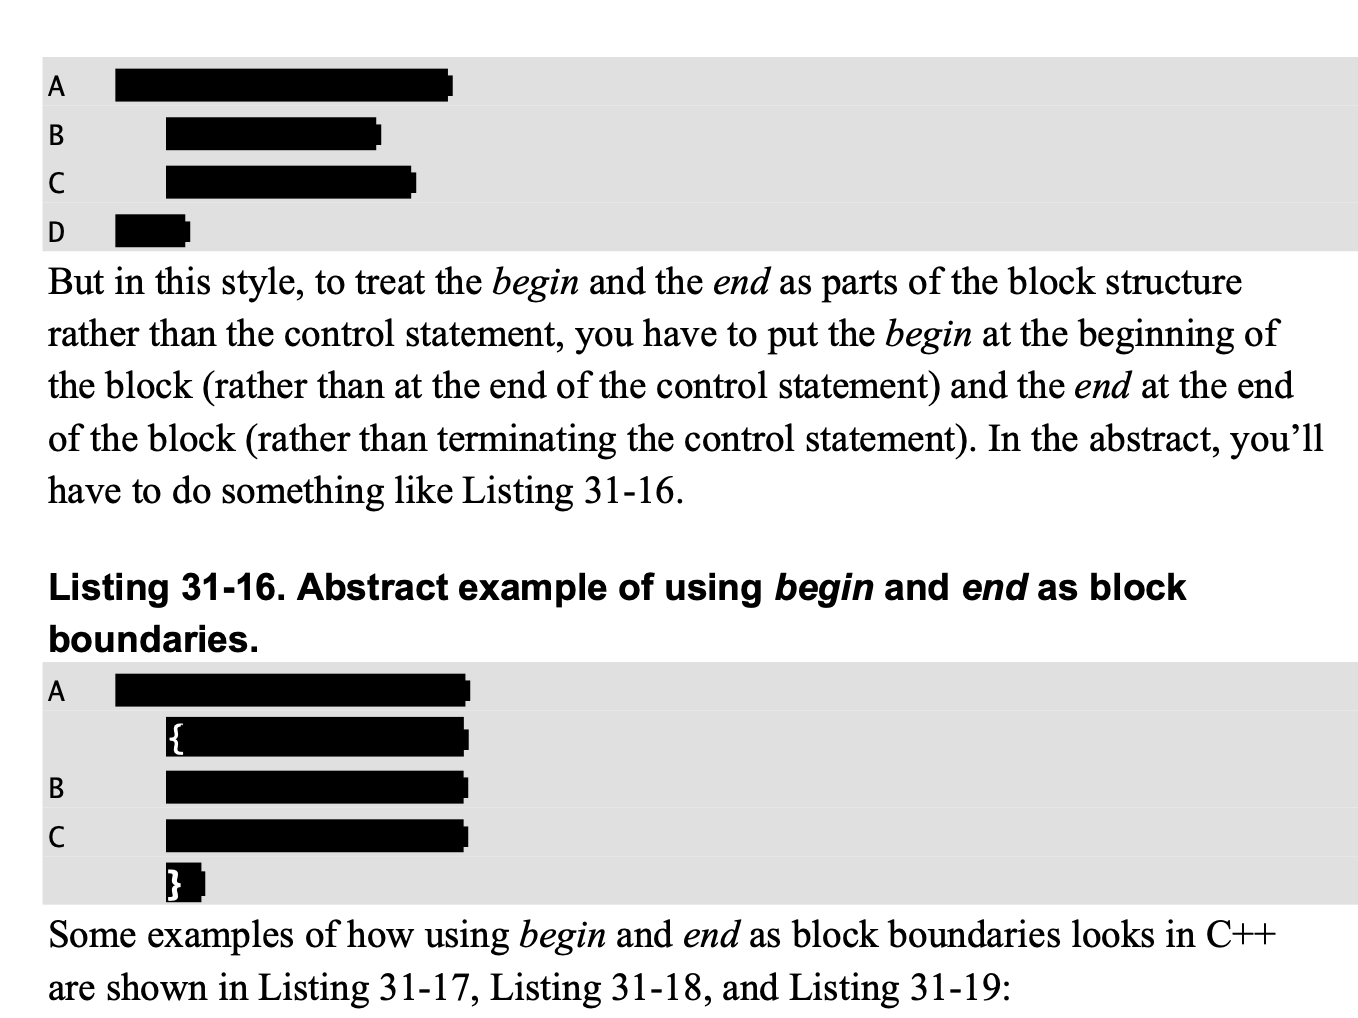 A
B
C
D
But in this style, to treat the begin and the end as parts of the block structure
rather than the control statement, you have to put the begin at the beginning of
the block (rather than at the end of the control statement) and the end at the end
of the block (rather than terminating the control statement). In the abstract, you’ll
have to do something like Listing 31-16.
Listing 31-16. Abstract example of using begin and end as block
boundaries.
A
{
B
C
}
Some examples of how using begin and end as block boundaries looks in C++
are shown in Listing 31-17, Listing 31-18, and Listing 31-19: